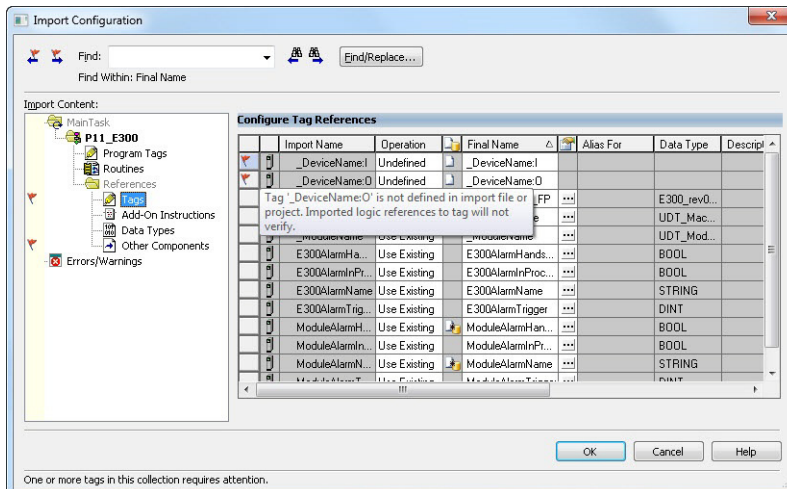 Import Configuration
Find:
Find/Replace...
Find Within: Final Name
Import Content:
MainTask
P11_E300
Program Tags
Routines
References
Tags
Add-On Instructions
Data Types
Other Components
Errors/Warnings
Configure Tag References
Import Name Operation Final Name Alias For Data Type Descripl
_DeviceName:I Undefined _DeviceName:I
_DeviceName:O Undefined _DeviceName:O
_FP ... E300_rev0...
Tag '_DeviceName:O' is not defined in import file or
project. Imported logic references to tag will not
verify.
e ... UDT_Mac...
_ModuleName Use Existing _ModuleName ... UDT_Mod...
E300AlarmHa... Use Existing E300AlarmHands... ... BOOL
E300AlarmInPr... Use Existing E300AlarmInProc... ... BOOL
E300AlarmName Use Existing E300AlarmName ... STRING
E300AlarmTrig... Use Existing E300AlarmTrigger ... DINT
ModuleAlarmH... Use Existing ModuleAlarmHan... ... BOOL
ModuleAlarmIn... Use Existing ModuleAlarmInPr... ... BOOL
ModuleAlarmN... Use Existing ModuleAlarmName ... STRING
OK Cancel Help
One or more tags in this collection requires attention.